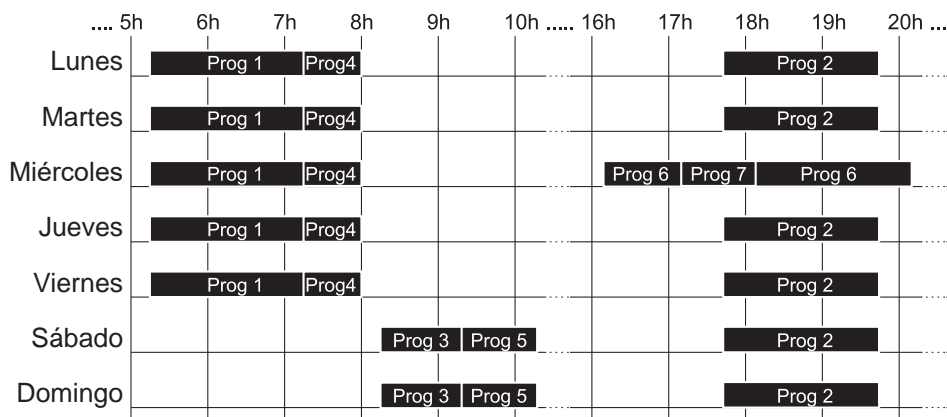 .... 5h 6h 7h 8h 9h 10h ..... 16h 17h 18h 19h 20h ...
Lunes Prog 1 Prog4 Prog 2
Martes Prog 1 Prog4 Prog 2
Miércoles Prog 1 Prog4 Prog 6 Prog 7 Prog 6
Jueves Prog 1 Prog4 Prog 2
Viernes Prog 1 Prog4 Prog 2
Sábado Prog 3 Prog 5 Prog 2
Domingo Prog 3 Prog 5 Prog 2